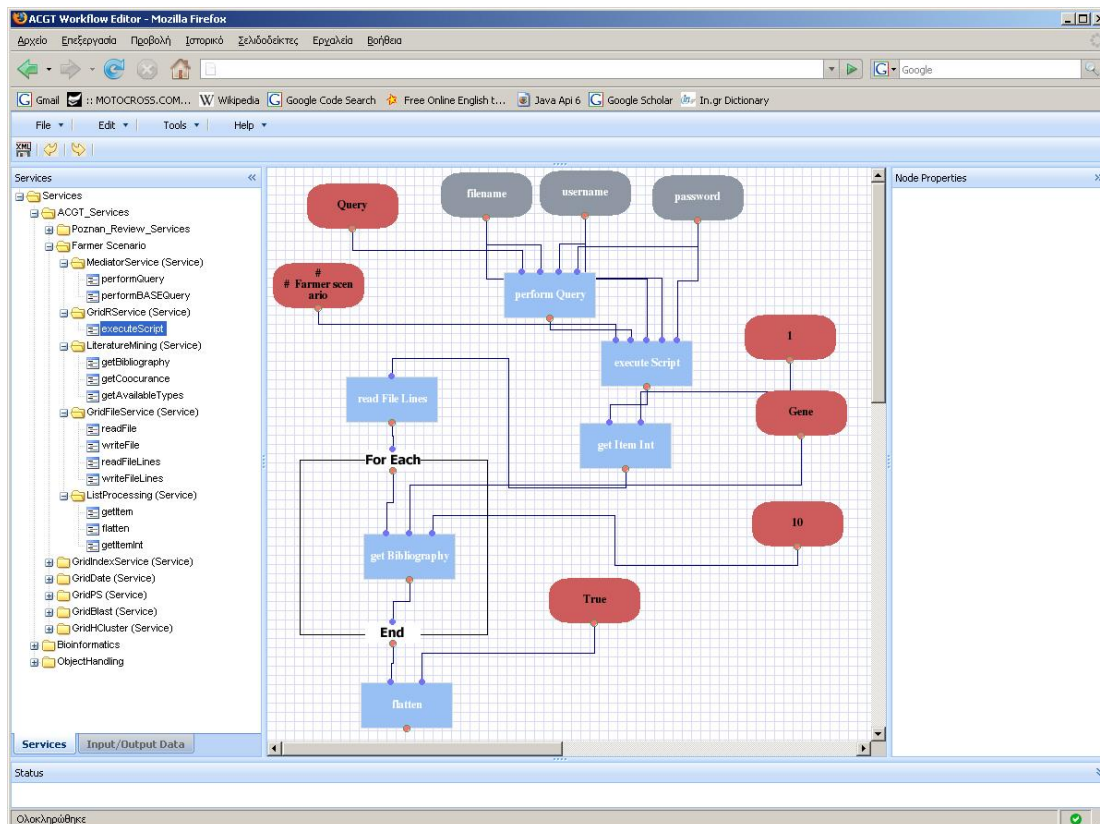 ACGT Workflow Editor - Mozilla Firefox
Αρχείο Επεξεργασία Προβολή Ιστορικό Σελιδοδείκτες Εργαλεία Βοήθεια
G Google
Gmail :: MOTOCROSS.COM... Wikipedia Google Code Search Free Online English t... Java Api 6 Google Scholar In.gr Dictionary
File Edit Tools Help
XML
Services
Services
ACGT_Services
Poznan_Review_Services
Farmer Scenario
MediatorService (Service)
performQuery
performBASEQuery
GridRService (Service)
executeScript
LiteratureMining (Service)
getBibliography
getCoocurance
getAvailableTypes
GridFileService (Service)
readFile
writeFile
readFileLines
writeFileLines
ListProcessing (Service)
getItem
flatten
getItemInt
GridIndexService (Service)
GridDate (Service)
GridPS (Service)
GridBlast (Service)
GridHCluster (Service)
Bioinformatics
ObjectHandling
Services Input/Output Data
Query
filename
username
password
#
# Farmer scen
ario
perform Query
execute Script
1
read File Lines
Gene
get Item Int
For Each
10
get Bibliography
True
End
flatten
Node Properties
Status
Ολοκληρώθηκε